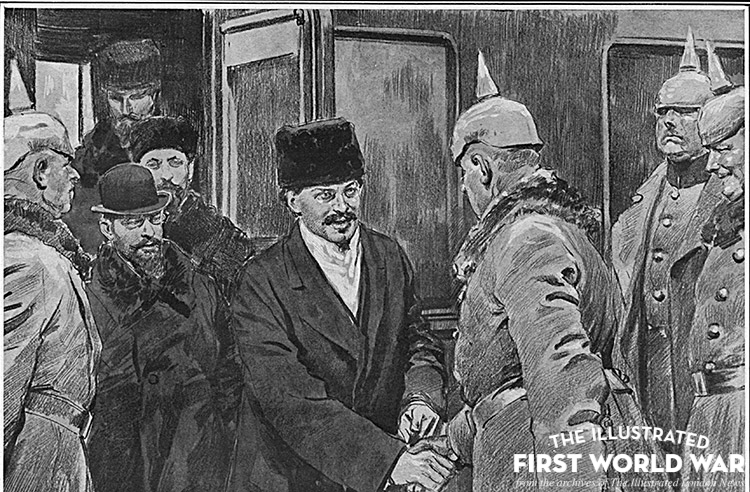 THE ILLUSTRATED
FIRST WORLD WAR
from the archives of The Illustrated London News